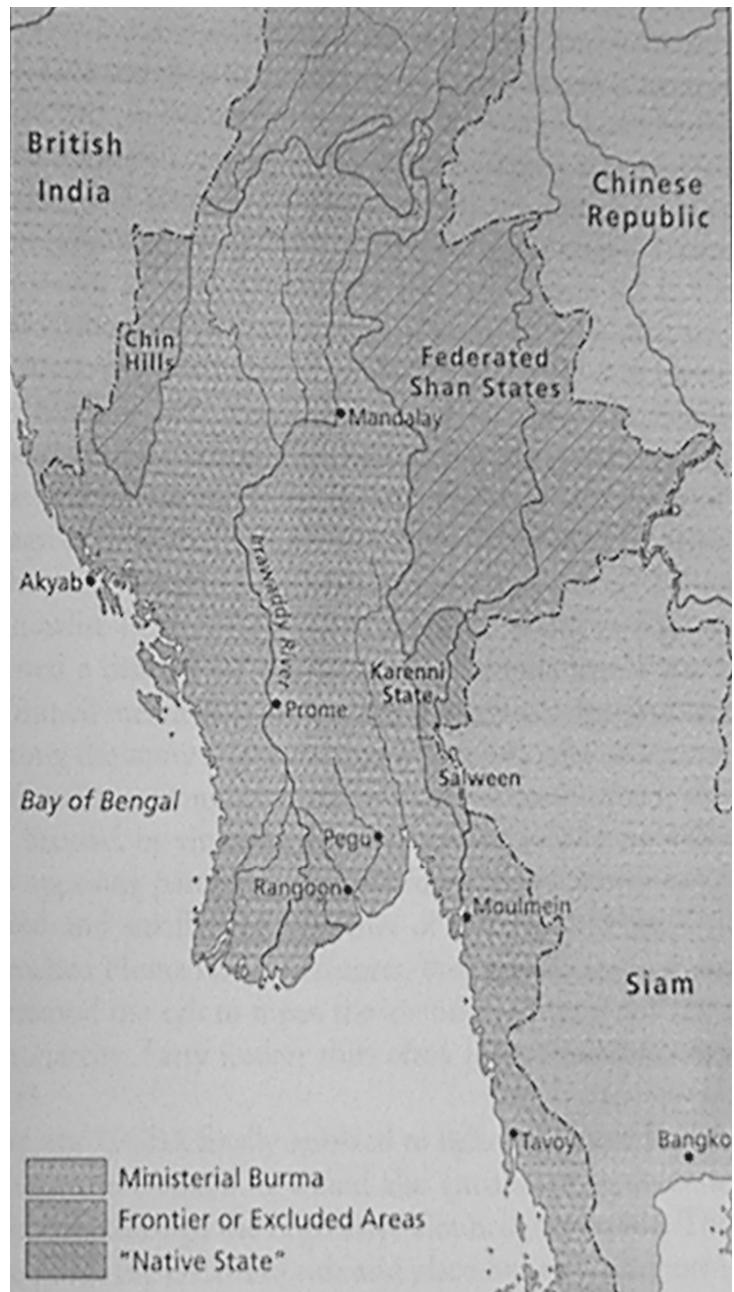 British
India
Chinese
Republic
Chin
Hills
Federated
Shan States
Mandalay
Irrawaddy River
Akyab
Karenni
State
Prome
Salween
Bay of Bengal
Pegu
Rangoon
Moulmein
Siam
Tavoy
Bangko
Ministerial Burma
Frontier or Excluded Areas
"Native State"